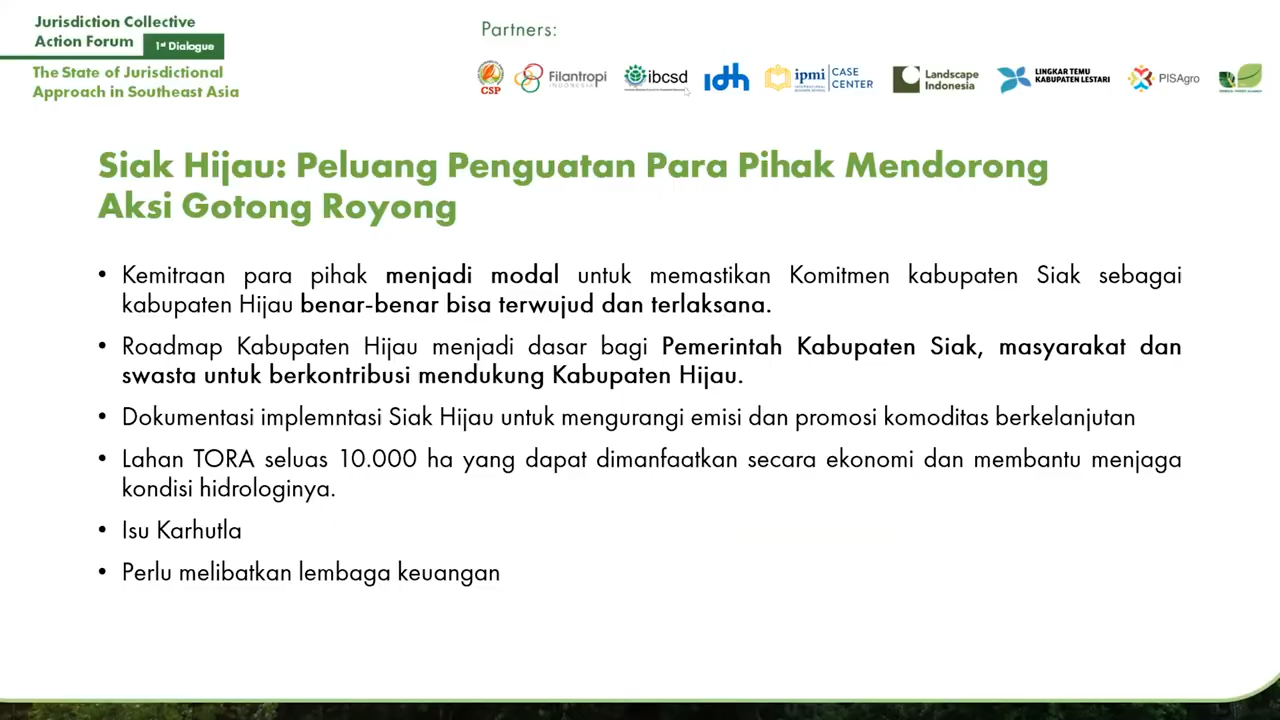 Jurisdiction Collective
Action Forum 1st Dialogue
The State of Jurisdictional
Approach in Southeast Asia
Partners:
CSP
Filantropi
INDONESIA
ibcsd
idh
ipmi CASE
CENTER
Landscape
Indonesia
LINGKAR TEMU
KABUPATEN LESTARI
PISAgro
Siak Hijau: Peluang Penguatan Para Pihak Mendorong
Aksi Gotong Royong
• Kemitraan para pihak menjadi modal untuk memastikan Komitmen kabupaten Siak sebagai
kabupaten Hijau benar-benar bisa terwujud dan terlaksana.
• Roadmap Kabupaten Hijau menjadi dasar bagi Pemerintah Kabupaten Siak, masyarakat dan
swasta untuk berkontribusi mendukung Kabupaten Hijau.
• Dokumentasi implemntasi Siak Hijau untuk mengurangi emisi dan promosi komoditas berkelanjutan
• Lahan TORA seluas 10.000 ha yang dapat dimanfaatkan secara ekonomi dan membantu menjaga
kondisi hidrologinya.
• Isu Karhutla
• Perlu melibatkan lembaga keuangan